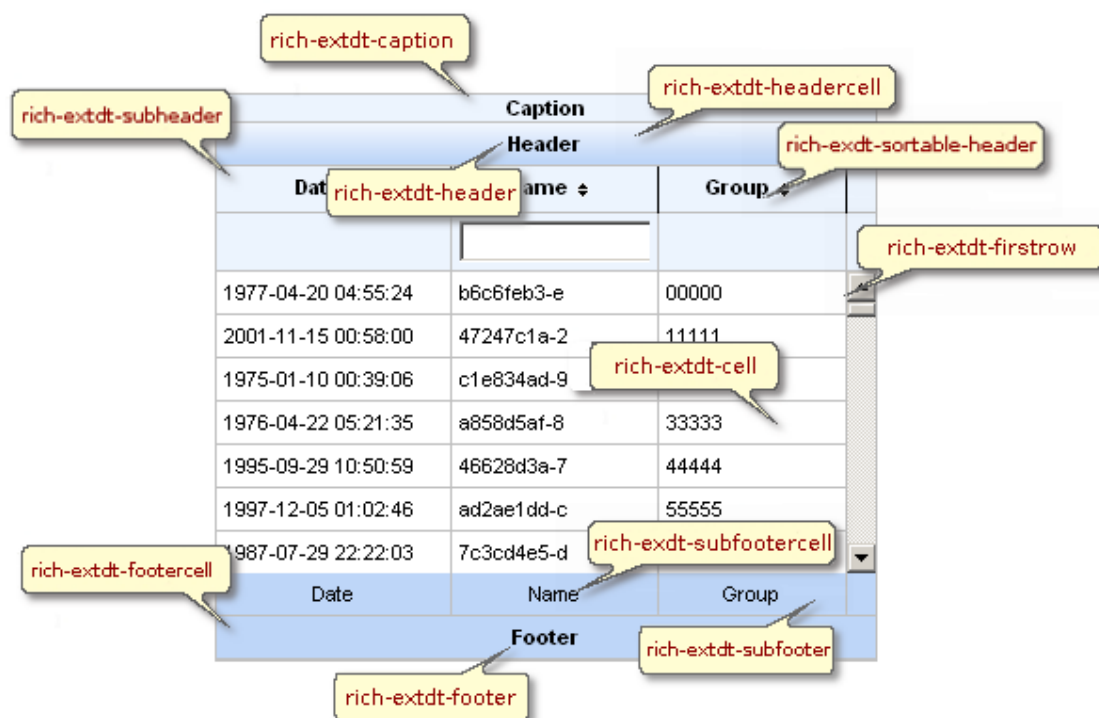 rich-extdt-caption
rich-extdt-headercell
Caption
rich-extdt-subheader
Header
rich-exdt-sortable-header
rich-extdt-header
Dat ame Group
rich-extdt-firstrow
1977-04-20 04:55:24 b6c6feb3-e 00000
2001-11-15 00:58:00 47247c1a-2 11111
rich-extdt-cell
1975-01-10 00:39:06 c1e834ad-9
1976-04-22 05:21:35 a858d5af-8 33333
1995-09-29 10:50:59 46628d3a-7 44444
1997-12-05 01:02:46 ad2ae1dd-c 55555
rich-exdt-subfootercell
1987-07-29 22:22:03 7c3cd4e5-d
rich-extdt-footercell
Date Name Group
Footer
rich-extdt-subfooter
rich-extdt-footer